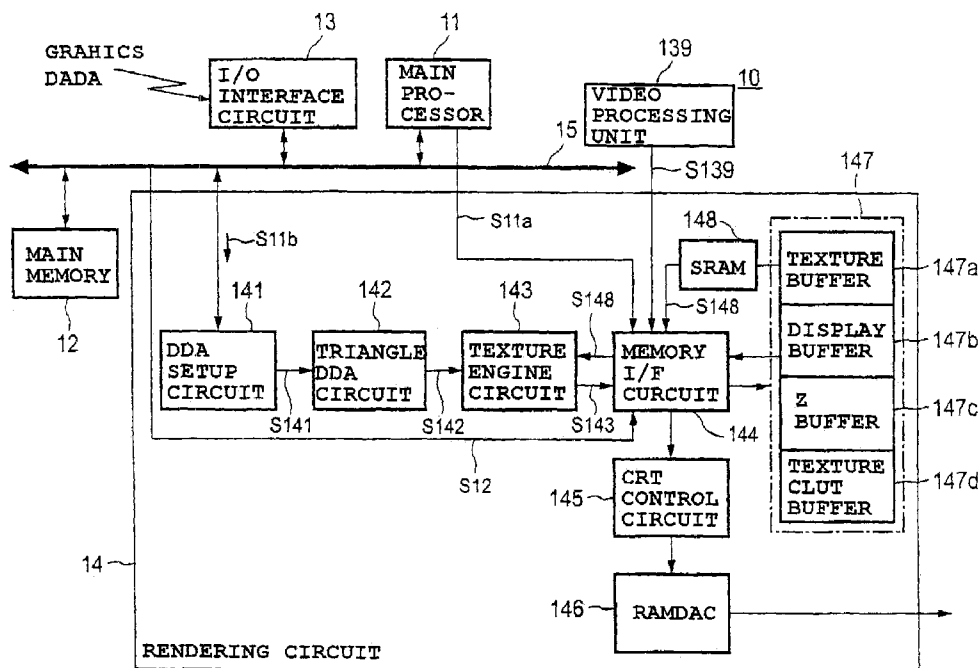 GRAHICS
DADA
13
I/O
INTERFACE
CIRCUIT
11
MAIN
PRO-
CESSOR
139
10
VIDEO
PROCESSING
UNIT
15
S139
147
S11a
148
S11b
MAIN
MEMORY
12
SRAM
TEXTURE
BUFFER
147a
S148
S148
141
142
143
DDA
SETUP
CIRCUIT
TRIANGLE
DDA
CIRCUIT
TEXTURE
ENGINE
CIRCUIT
MEMORY
I/F
CURCUIT
DISPLAY
BUFFER
147b
Z
BUFFER
147c
S141
S142
S143
144
S12
TEXTURE
CLUT
BUFFER
147d
145
CRT
CONTROL
CIRCUIT
14
146
RAMDAC
RENDERING CIRCUIT